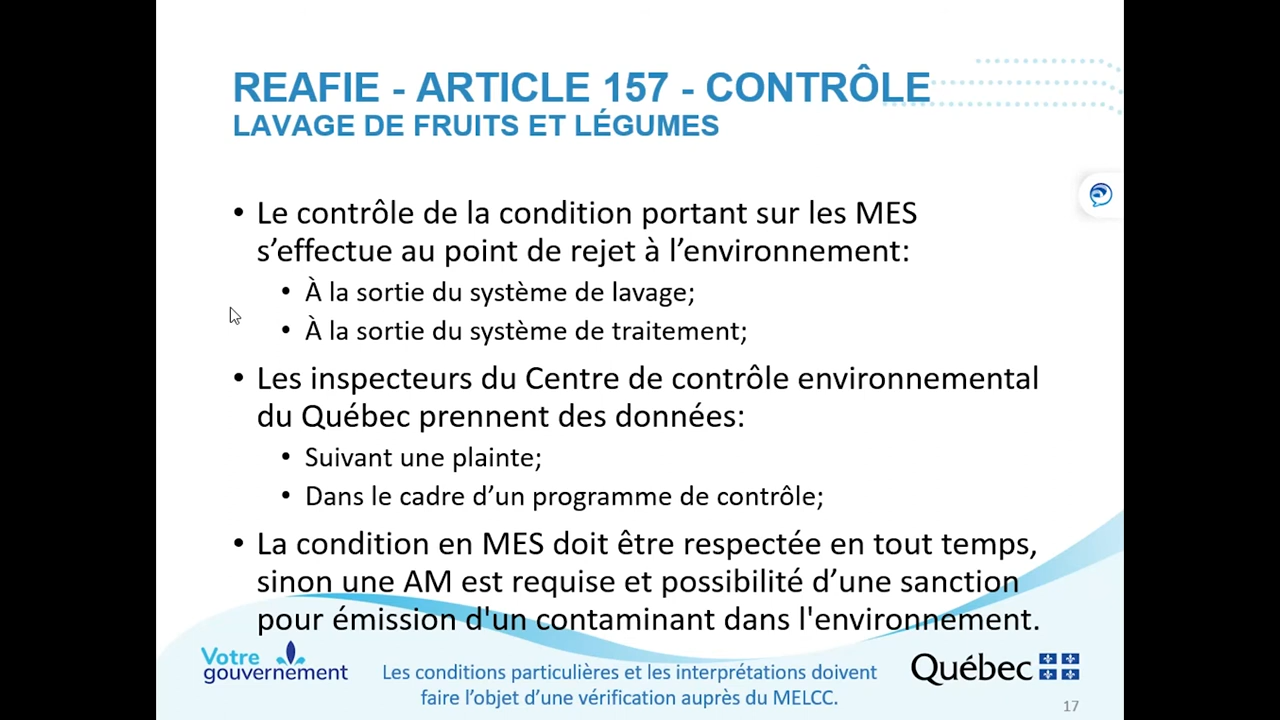 REAFIE - ARTICLE 157 - CONTRÔLE
LAVAGE DE FRUITS ET LÉGUMES
• Le contrôle de la condition portant sur les MES
s’effectue au point de rejet à l’environnement:
• À la sortie du système de lavage;
• À la sortie du système de traitement;
• Les inspecteurs du Centre de contrôle environnemental
du Québec prennent des données:
• Suivant une plainte;
• Dans le cadre d’un programme de contrôle;
• La condition en MES doit être respectée en tout temps,
sinon une AM est requise et possibilité d’une sanction
pour émission d'un contaminant dans l'environnement.
Votre
gouvernement
Les conditions particulières et les interprétations doivent
faire l’objet d’une vérification auprès du MELCC.
Québec
17